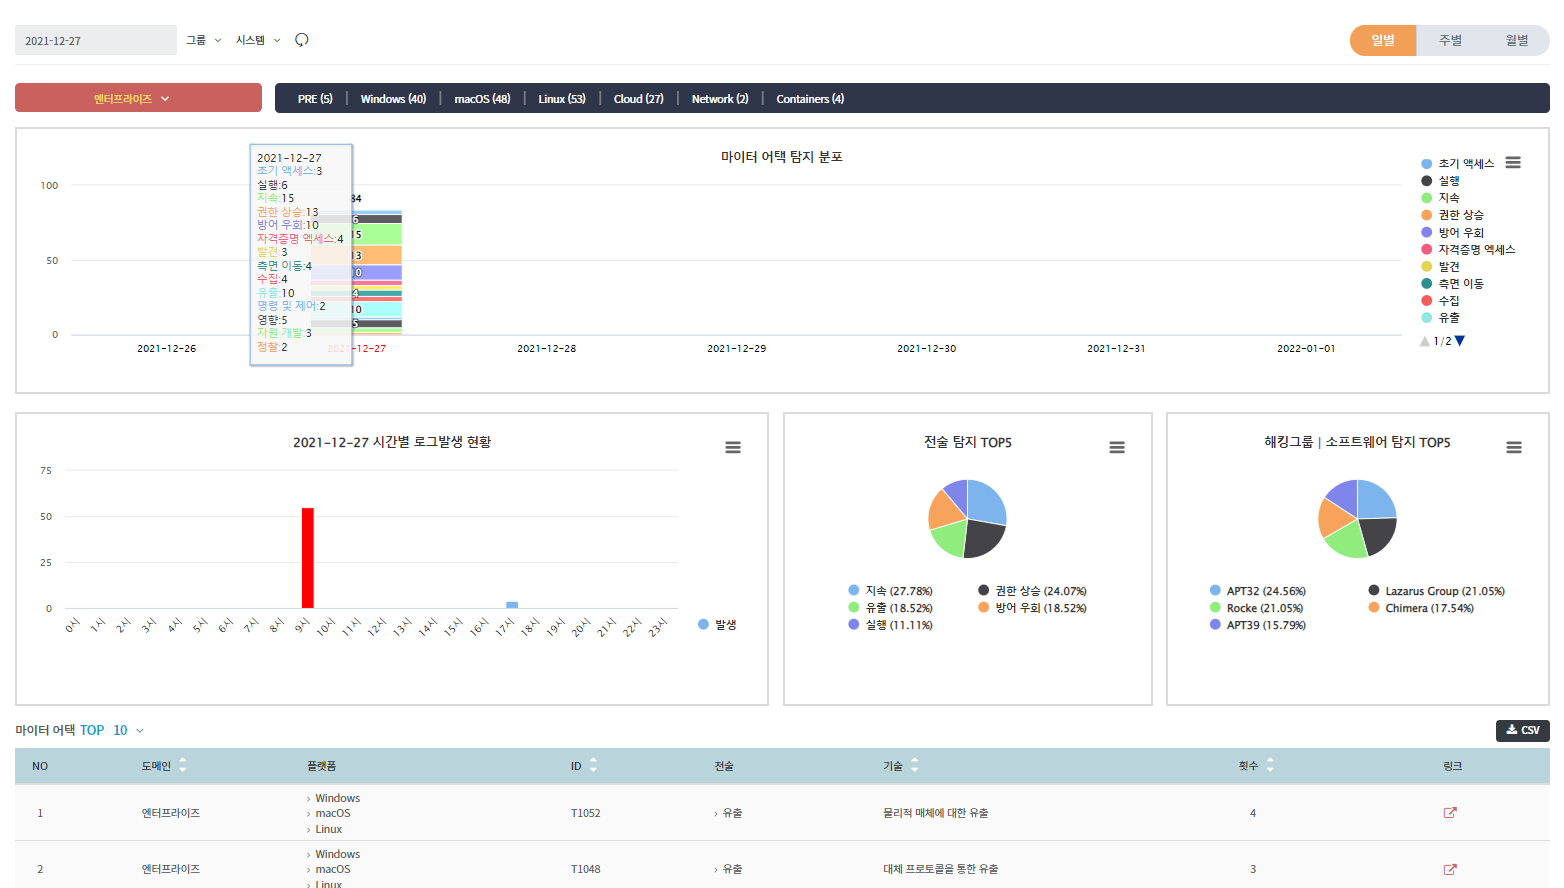 2021-12-27 그룹 시스템 일별 주별 월별
엔터프라이즈 PRE (5) Windows (40) macOS (48) Linux (53) Cloud (27) Network (2) Containers (4)
마이터 어택 탐지 분포
100
50
0
2021-12-27
초기 액세스:3
실행:6
지속:15
권한 상승:13
방어 우회:10
자격증명 액세스:4
발견:3
측면 이동:4
수집:4
유출:10
명령 및 제어:2
영향:5
자원 개발:3
정찰:2
84
6
15
13
10
4
10
5
2021-12-26 2021-12-27 2021-12-28 2021-12-29 2021-12-30 2021-12-31 2022-01-01
초기 액세스
실행
지속
권한 상승
방어 우회
자격증명 엑세스
발견
측면 이동
수집
유출
1/2
2021-12-27 시간별 로그발생 현황
75
50
25
0
0시 1시 2시 3시 4시 5시 6시 7시 8시 9시 10시 11시 12시 13시 14시 15시 16시 17시 18시 19시 20시 21시 22시 23시
발생
전술 탐지 TOP5
지속 (27.78%) 권한 상승 (24.07%)
유출 (18.52%) 방어 우회 (18.52%)
실행 (11.11%)
해킹그룹 | 소프트웨어 탐지 TOP5
APT32 (24.56%) Lazarus Group (21.05%)
Rocke (21.05%) Chimera (17.54%)
APT39 (15.79%)
마이터 어택 TOP 10 CSV
NO 도메인 플랫폼 ID 전술 기술 횟수 링크
1 엔터프라이즈 › Windows › macOS › Linux T1052 › 유출 물리적 매체에 대한 유출 4
2 엔터프라이즈 › Windows › macOS › Linux T1048 › 유출 대체 프로토콜을 통한 유출 3